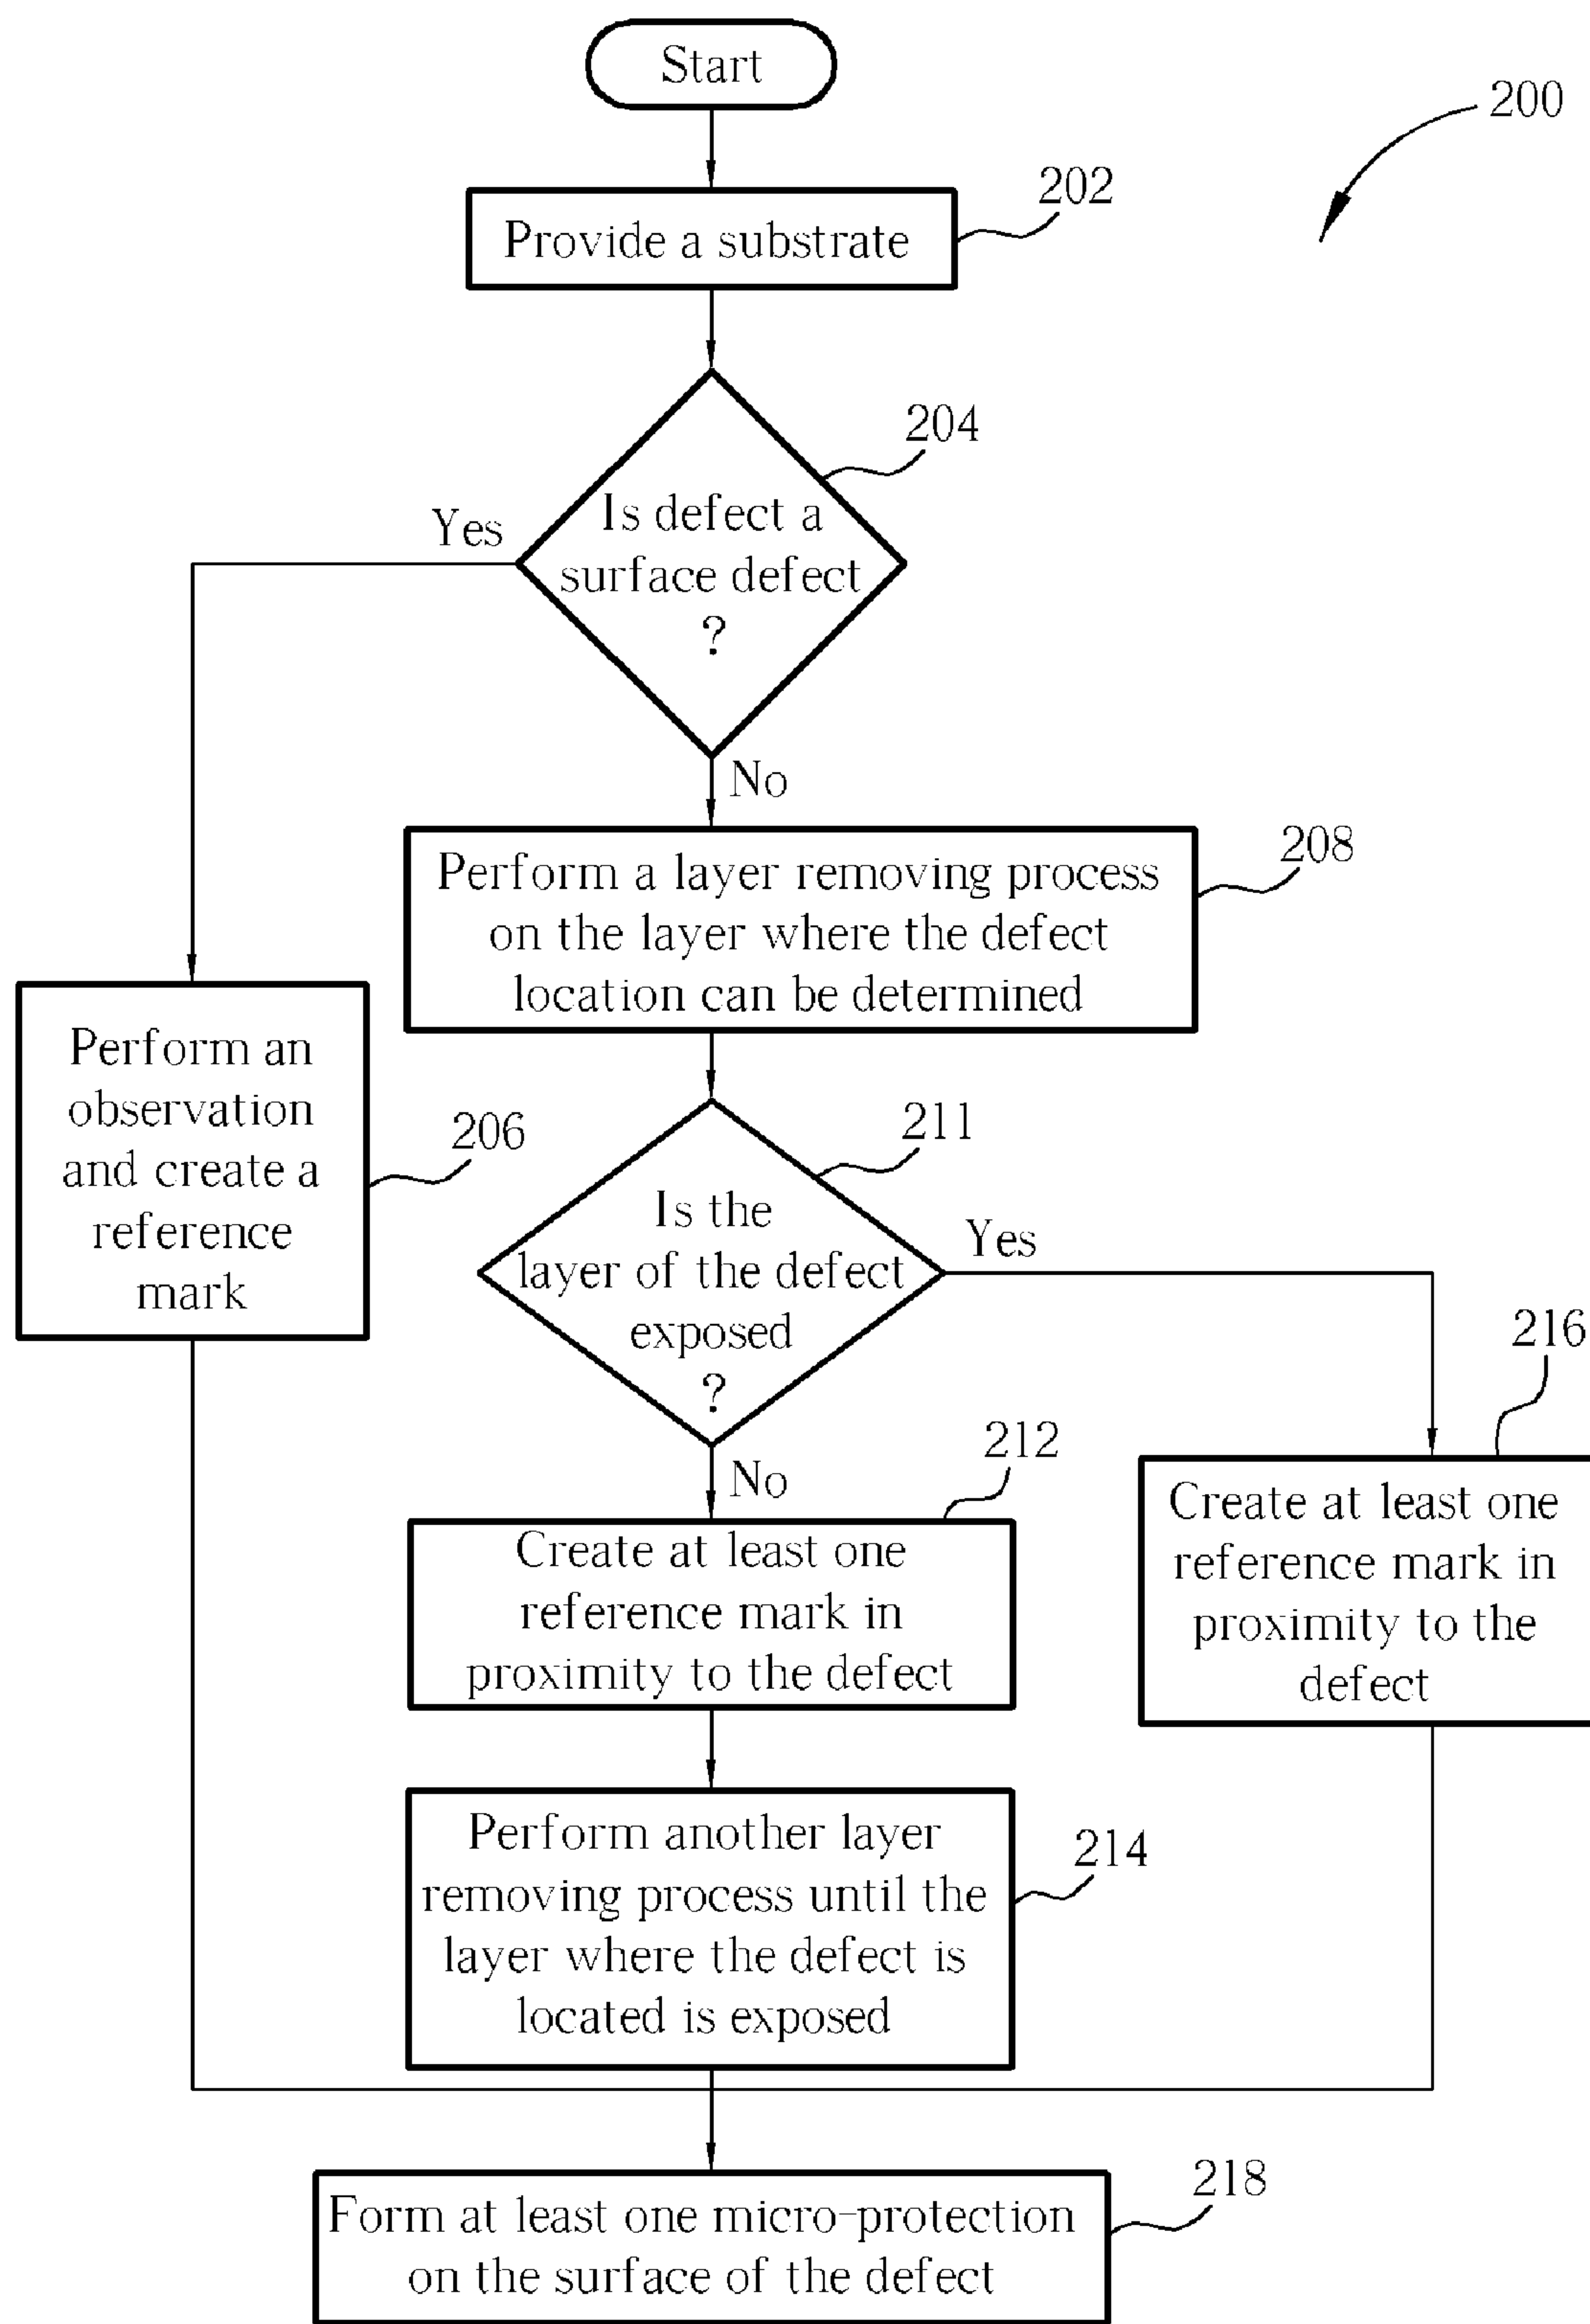 Start
200
202
Provide a substrate
204
Is defect a
surface defect
?
Yes
No
208
Perform a layer removing process
on the layer where the defect
location can be determined
Perform an
observation
and create a
reference
mark
206
211
Is the
layer of the defect
exposed
?
Yes
No
216
212
Create at least one
reference mark in
proximity to the defect
Create at least one
reference mark in
proximity to the
defect
214
Perform another layer
removing process until the
layer where the defect is
located is exposed
218
Form at least one micro-protection
on the surface of the defect